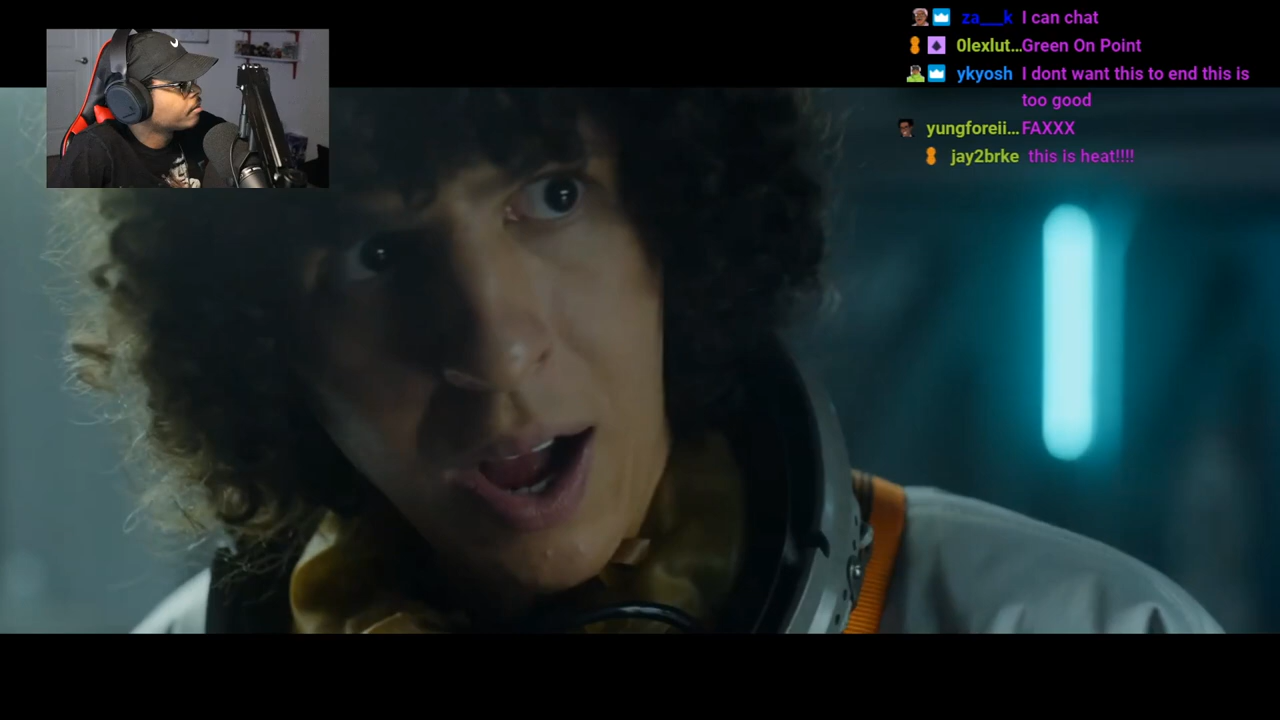 za___k I can chat
0lexlut... Green On Point
ykyosh I dont want this to end this is
too good
yungforeii... FAXXX
jay2brke this is heat!!!!